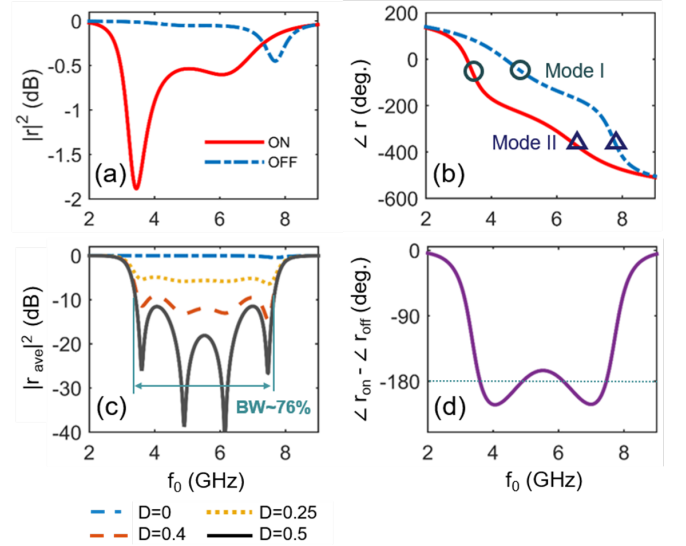 0
-0.5
-1
-1.5
-2
|r|² (dB)
(a)
ON
OFF
2 4 6 8
200
0
-200
-400
-600
∠ r (deg.)
Mode I
Mode II
(b)
2 4 6 8
0
-10
-20
-30
-40
|r ave|² (dB)
(c)
BW~76%
2 4 6 8
f₀ (GHz)
0
-90
-180
∠ r_on - ∠ r_off (deg.)
(d)
2 4 6 8
f₀ (GHz)
D=0 D=0.25
D=0.4 D=0.5